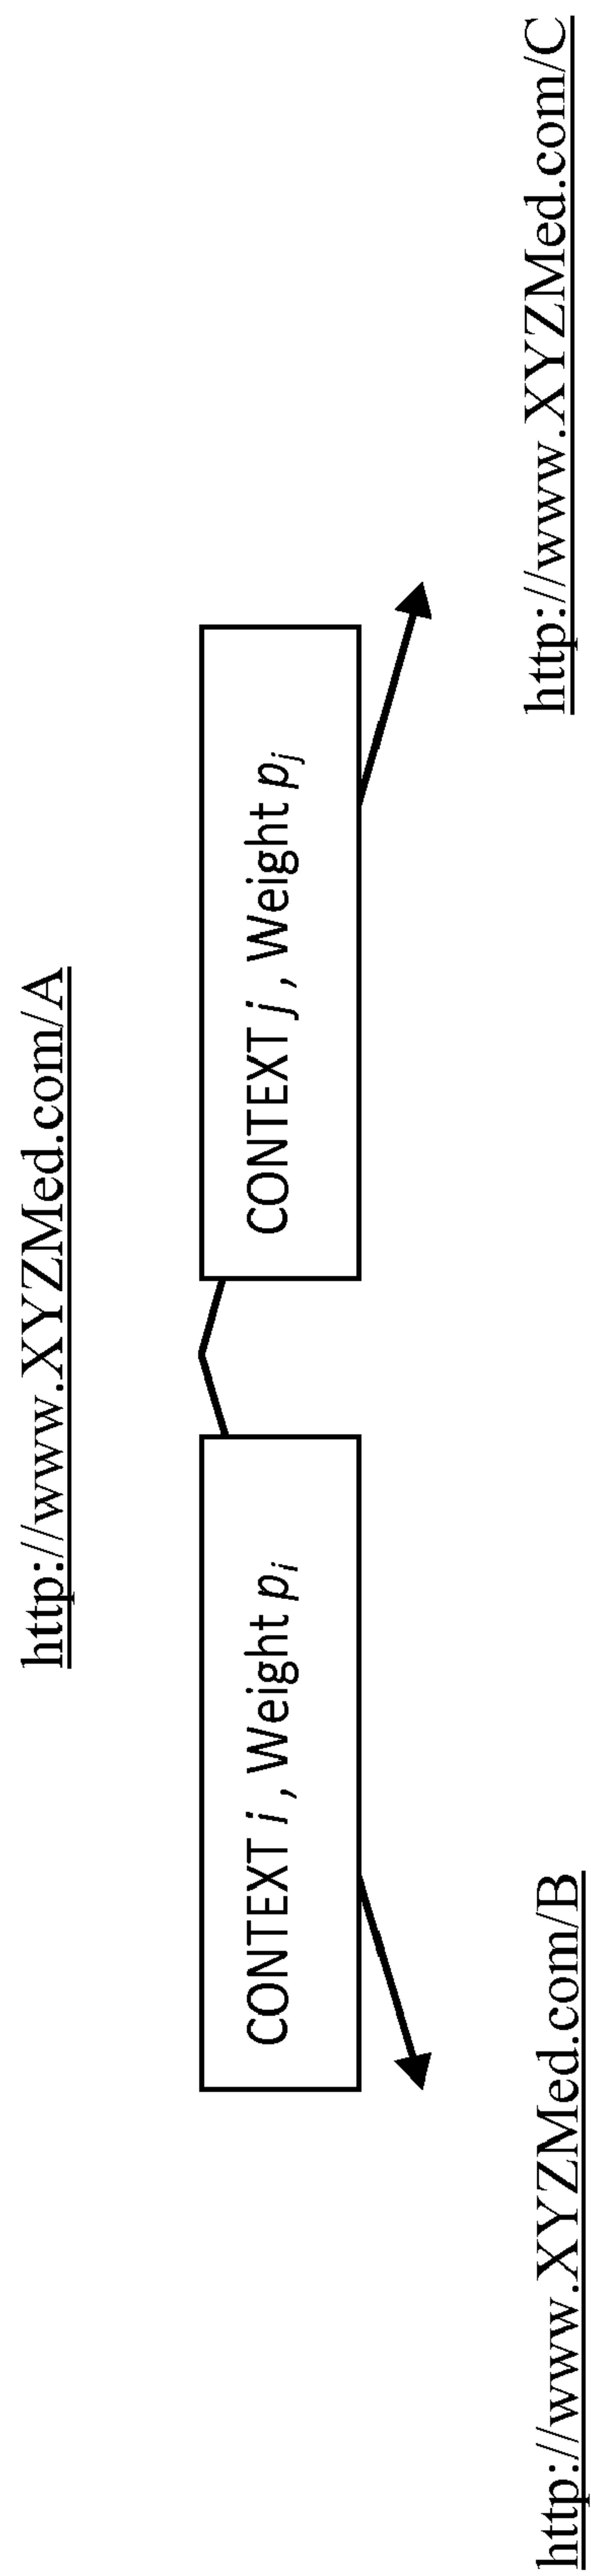 http://www.XYZMed.com/A
CONTEXT i , Weight pi
CONTEXT j , Weight pj
http://www.XYZMed.com/B
http://www.XYZMed.com/C